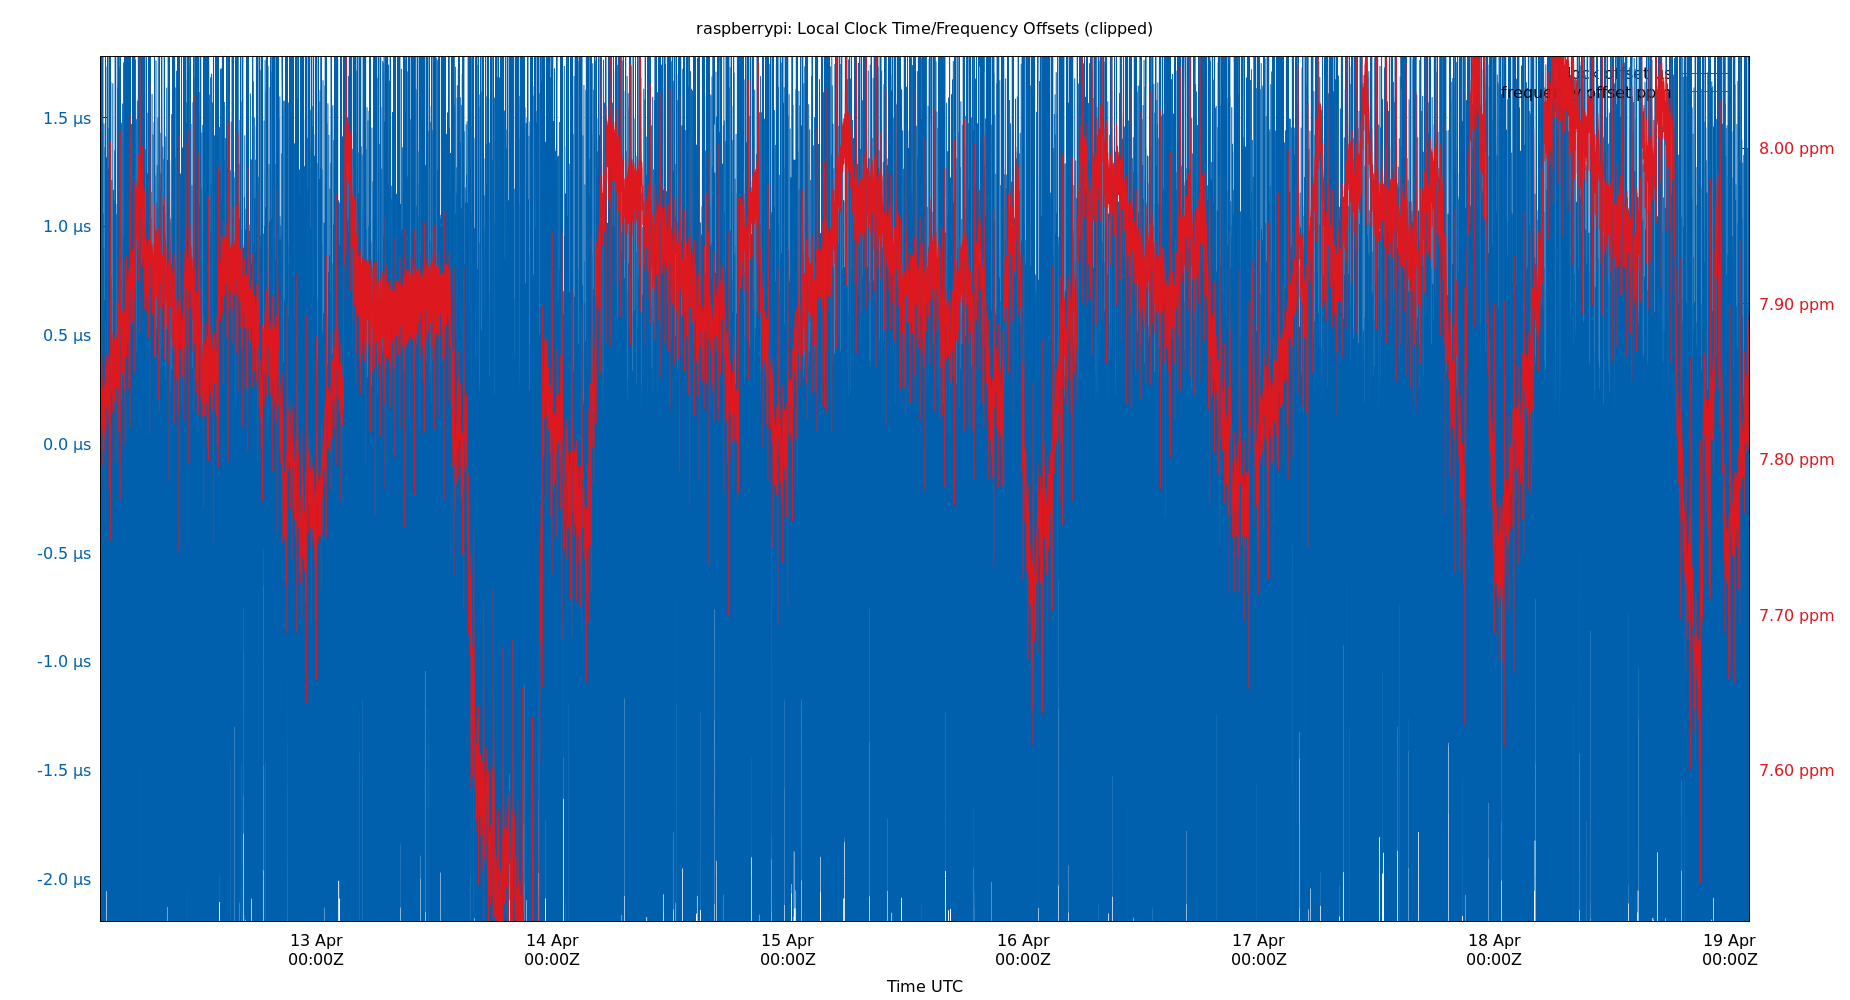 raspberrypi: Local Clock Time/Frequency Offsets (clipped)
1.5 µs
1.0 µs
0.5 µs
0.0 µs
-0.5 µs
-1.0 µs
-1.5 µs
-2.0 µs
offset
frequency offset ppm
8.00 ppm
7.90 ppm
7.80 ppm
7.70 ppm
7.60 ppm
13 Apr 14 Apr 15 Apr 16 Apr 17 Apr 18 Apr 19 Apr
00:00Z 00:00Z 00:00Z 00:00Z 00:00Z 00:00Z 00:00Z
Time UTC